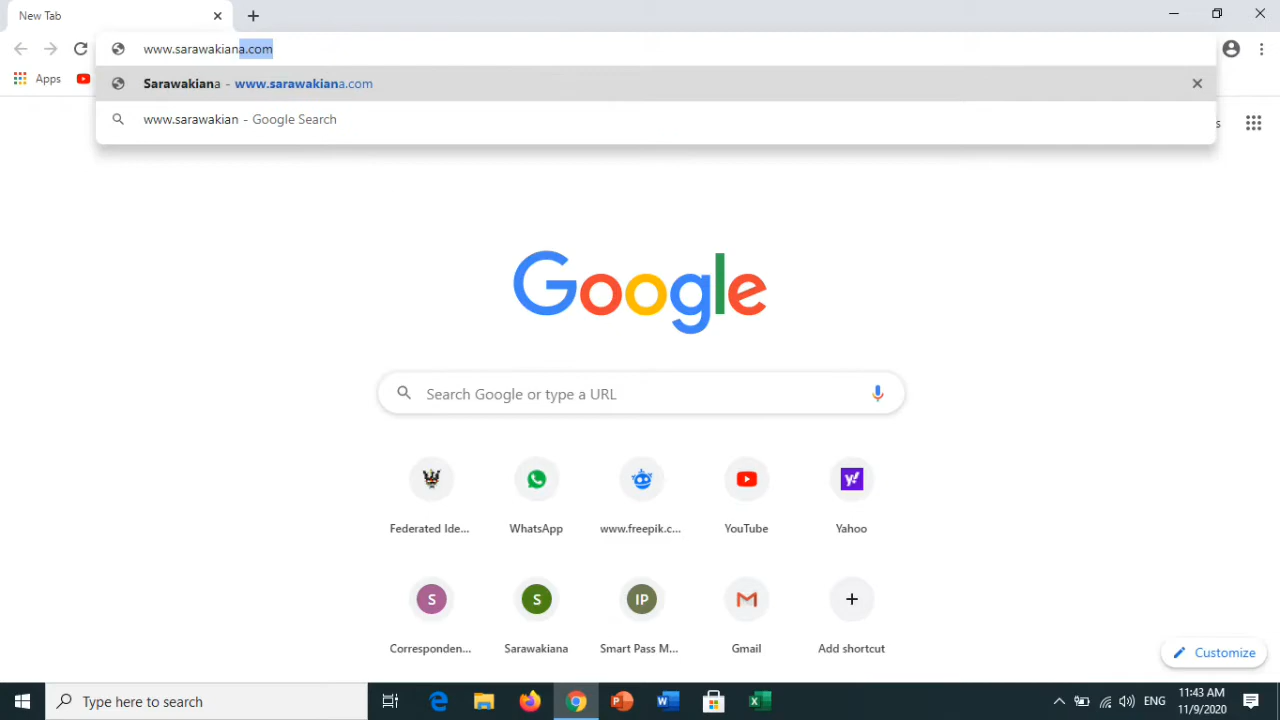 New Tab
www.sarawakiana.com
Apps
Sarawakiana - www.sarawakiana.com
www.sarawakian - Google Search
s
Google
Search Google or type a URL
Federated Ide...
WhatsApp
www.freepik.c...
YouTube
y!
Yahoo
S
Corresponden...
S
Sarawakiana
IP
Smart Pass M...
Gmail
Add shortcut
Customize
Type here to search
ENG
11:43 AM
11/9/2020